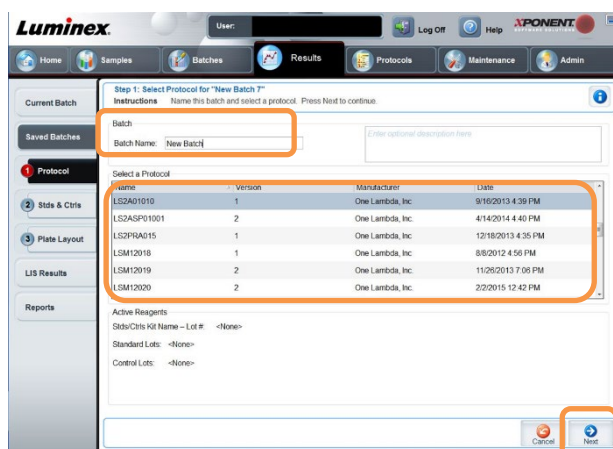 Luminex.
User:
Log Off
Help
XPONENT.
Home
Samples
Batches
Results
Protocols
Maintenance
Admin
Current Batch
Saved Batches
1 Protocol
2 Stds & Ctrls
3 Plate Layout
LIS Results
Reports
Step 1: Select Protocol for "New Batch 7"
Instructions Name this batch and select a protocol. Press Next to continue.
Batch
Batch Name: New Batch
Enter optional description here
Select a Protocol
Name Version Manufacturer Date
LS2A01010 1 One Lambda, Inc. 9/16/2013 4:39 PM
LS2ASP01001 2 One Lambda, Inc. 4/14/2014 4:40 PM
LS2PRA015 1 One Lambda, Inc. 12/18/2013 4:35 PM
LSM12018 1 One Lambda, Inc. 8/8/2012 4:56 PM
LSM12019 2 One Lambda, Inc. 11/26/2013 7:06 PM
LSM12020 2 One Lambda, Inc. 2/2/2015 12:42 PM
Active Reagents
Stds/Ctrls Kit Name – Lot #: <None>
Standard Lots: <None>
Control Lots: <None>
Cancel
Next